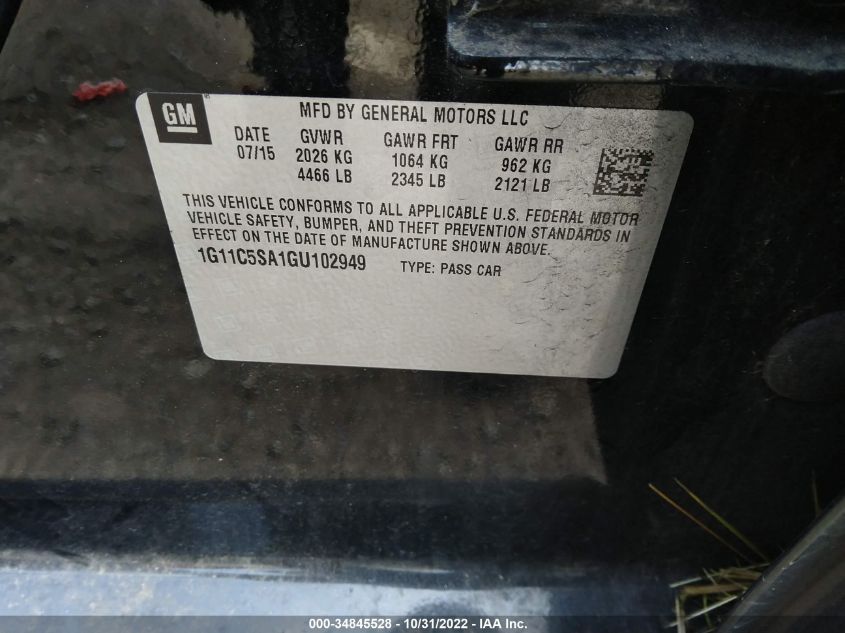 GM
MFD BY GENERAL MOTORS LLC
DATE GVWR GAWR FRT GAWR RR
07/15 2026 KG 1064 KG 962 KG
4466 LB 2345 LB 2121 LB
THIS VEHICLE CONFORMS TO ALL APPLICABLE U.S. FEDERAL MOTOR
VEHICLE SAFETY, BUMPER, AND THEFT PREVENTION STANDARDS IN
EFFECT ON THE DATE OF MANUFACTURE SHOWN ABOVE.
1G11C5SA1GU102949 TYPE: PASS CAR
000-34845528 - 10/31/2022 - IAA Inc.